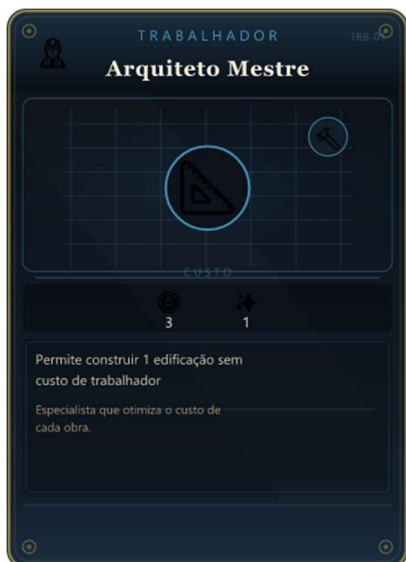 TRABALHADOR
Arquiteto Mestre
CUSTO
3 1
Permite construir 1 edificação sem
custo de trabalhador
Especialista que otimiza o custo de
cada obra.